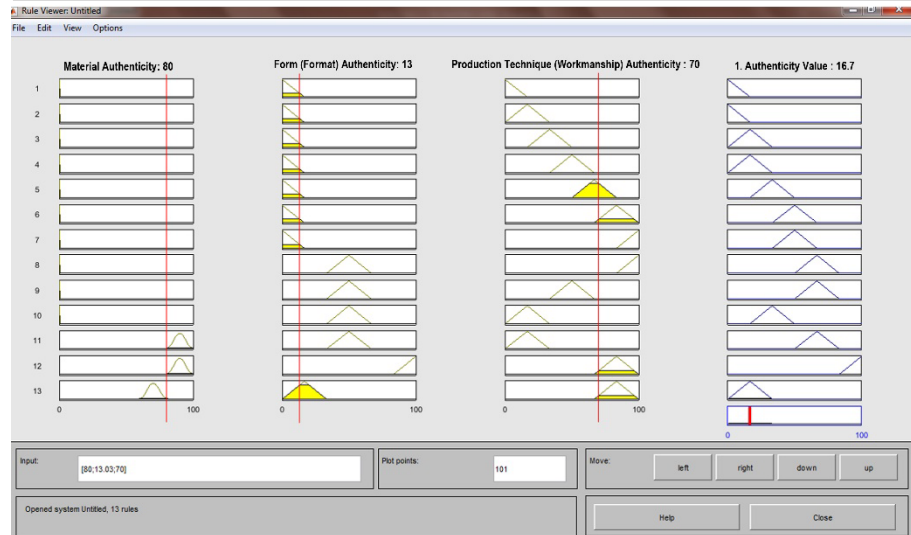 Rule Viewer: Untitled
File Edit View Options
Material Authenticity: 80
Form (Format) Authenticity: 13
Production Technique (Workmanship) Authenticity : 70
1. Authenticity Value : 16.7
1
2
3
4
5
6
7
8
9
10
11
12
13
0 100
0 100
0 100
0 100
Input:
[80;13.03;70]
Plot points:
101
Move:
left
right
down
up
Opened system Untitled, 13 rules
Help
Close